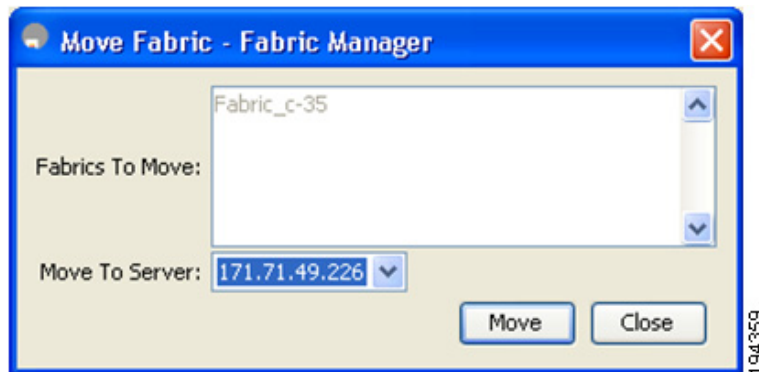 Move Fabric - Fabric Manager
Fabric_c-35
Fabrics To Move:
Move To Server: 171.71.49.226
Move Close
194359